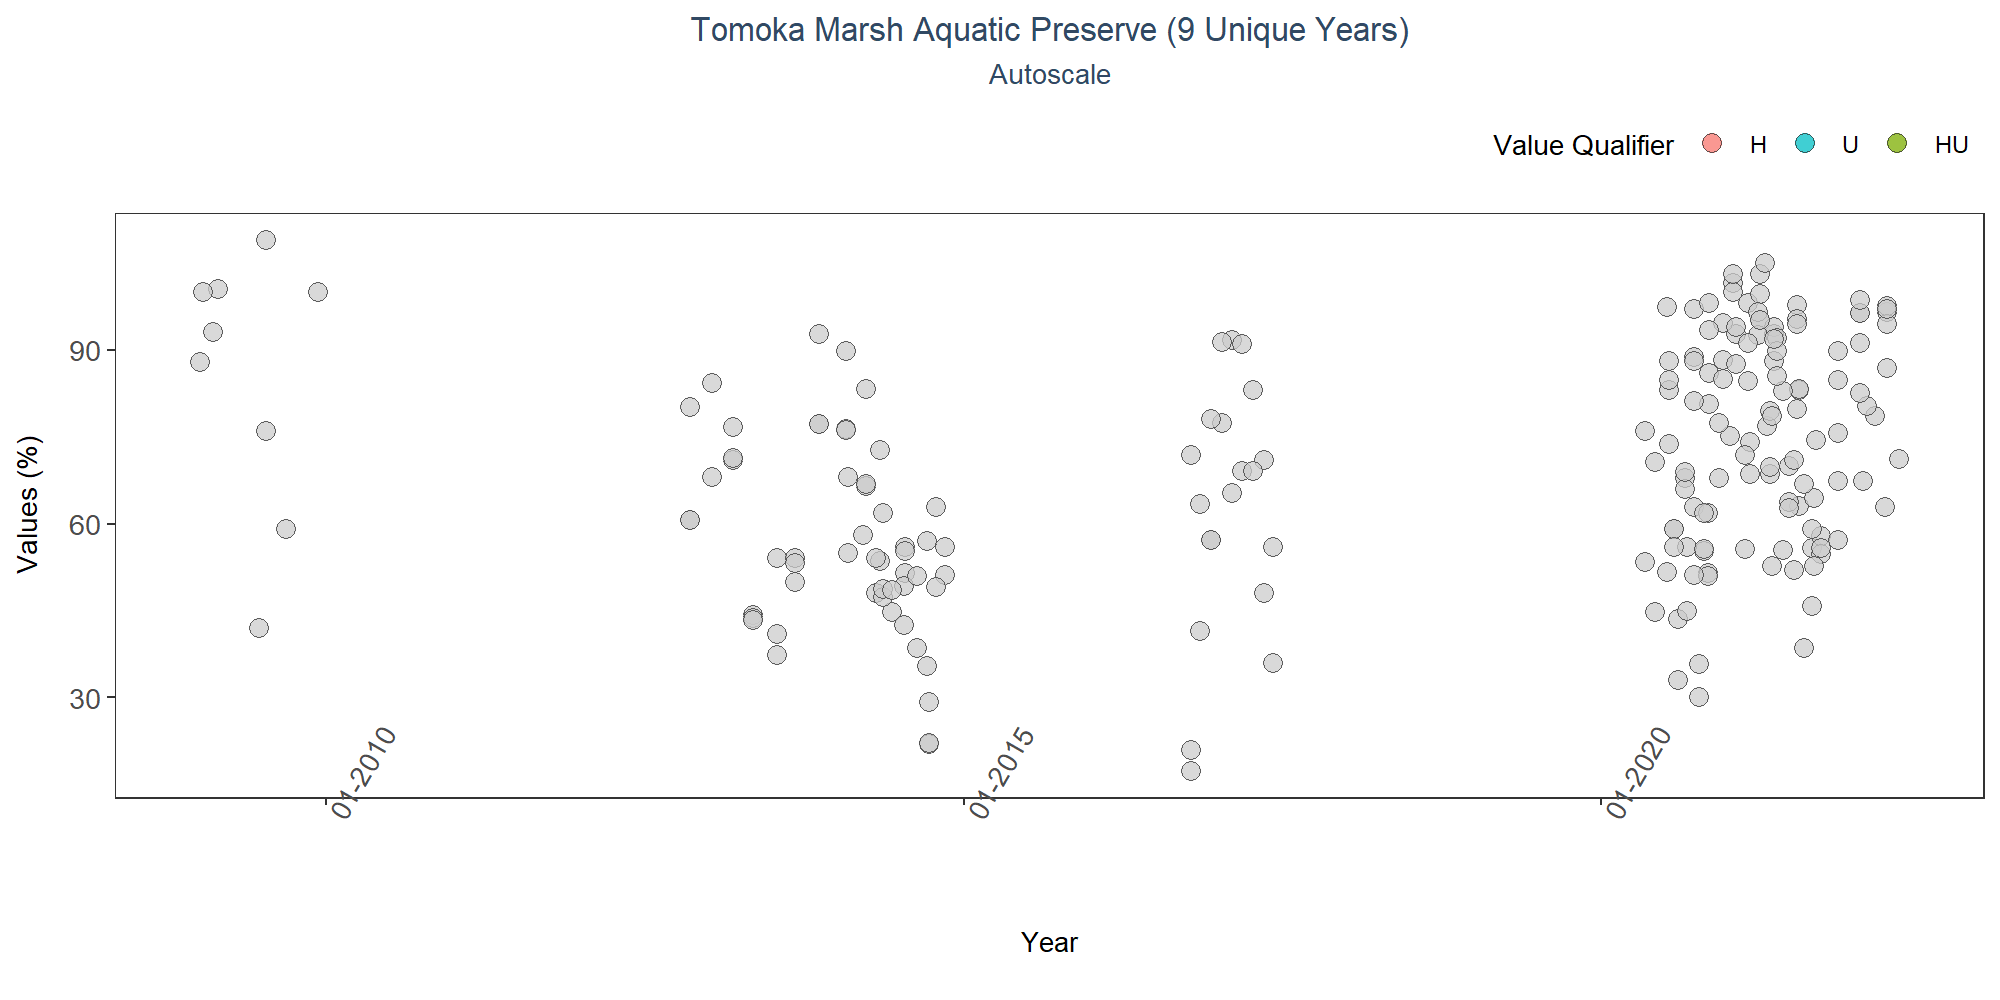 Tomoka Marsh Aquatic Preserve (9 Unique Years)
Autoscale
Value Qualifier H U HU
Values (%)
90
60
30
01-2010
01-2015
01-2020
Year